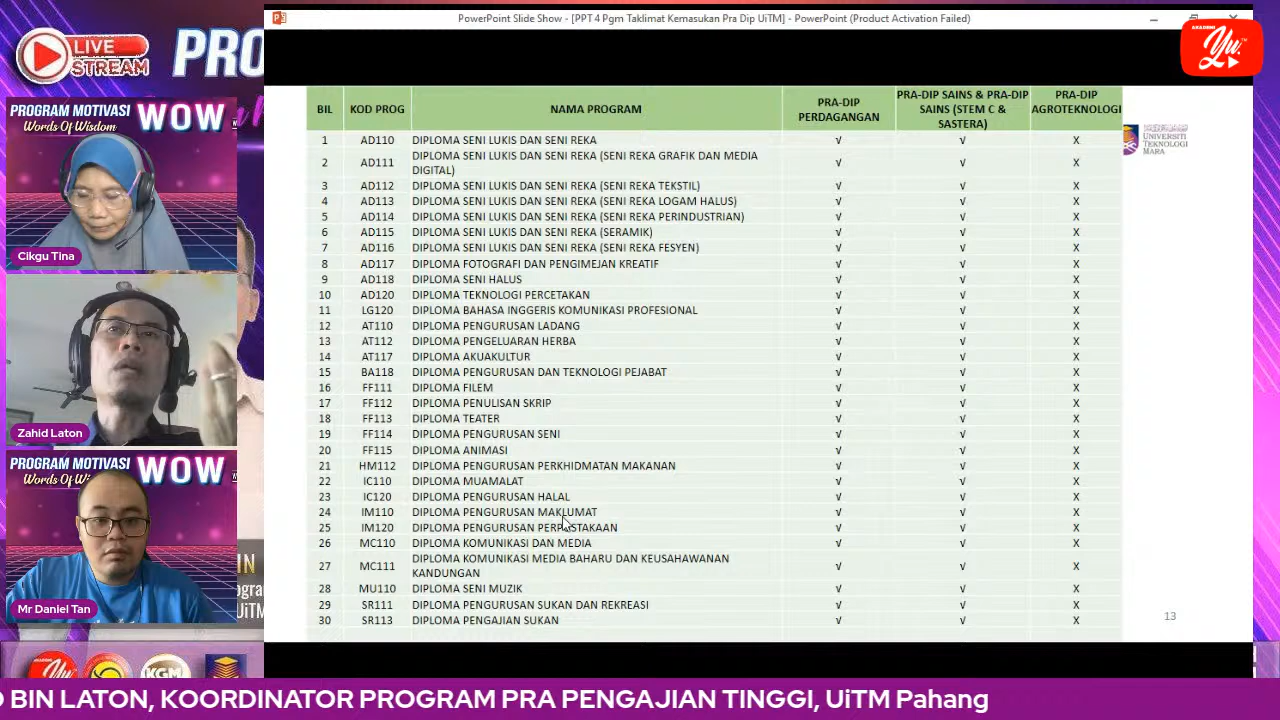 PowerPoint Slide Show - [PPT 4 Pgm Taklimat Kemasukan Pra Dip UiTM] - PowerPoint (Product Activation Failed)
LIVE
STREAM
PRO
AKADEMI
Yu
PROGRAM MOTIVASI
Words Of Wisdom
WOW
Cikgu Tina
Zahid Laton
PROGRAM MOTIVASI
WOW
Mr Daniel Tan
BIL KOD PROG NAMA PROGRAM PRA-DIP PERDAGANGAN PRA-DIP SAINS & PRA-DIP SAINS (STEM C & SASTERA) PRA-DIP AGROTEKNOLOGI
1 AD110 DIPLOMA SENI LUKIS DAN SENI REKA √ √ X
2 AD111 DIPLOMA SENI LUKIS DAN SENI REKA (SENI REKA GRAFIK DAN MEDIA DIGITAL) √ √ X
3 AD112 DIPLOMA SENI LUKIS DAN SENI REKA (SENI REKA TEKSTIL) √ √ X
4 AD113 DIPLOMA SENI LUKIS DAN SENI REKA (SENI REKA LOGAM HALUS) √ √ X
5 AD114 DIPLOMA SENI LUKIS DAN SENI REKA (SENI REKA PERINDUSTRIAN) √ √ X
6 AD115 DIPLOMA SENI LUKIS DAN SENI REKA (SERAMIK) √ √ X
7 AD116 DIPLOMA SENI LUKIS DAN SENI REKA (SENI REKA FESYEN) √ √ X
8 AD117 DIPLOMA FOTOGRAFI DAN PENGIMEJAN KREATIF √ √ X
9 AD118 DIPLOMA SENI HALUS √ √ X
10 AD120 DIPLOMA TEKNOLOGI PERCETAKAN √ √ X
11 LG120 DIPLOMA BAHASA INGGERIS KOMUNIKASI PROFESIONAL √ √ X
12 AT110 DIPLOMA PENGURUSAN LADANG √ √ X
13 AT112 DIPLOMA PENGELUARAN HERBA √ √ X
14 AT117 DIPLOMA AKUAKULTUR √ √ X
15 BA118 DIPLOMA PENGURUSAN DAN TEKNOLOGI PEJABAT √ √ X
16 FF111 DIPLOMA FILEM √ √ X
17 FF112 DIPLOMA PENULISAN SKRIP √ √ X
18 FF113 DIPLOMA TEATER √ √ X
19 FF114 DIPLOMA PENGURUSAN SENI √ √ X
20 FF115 DIPLOMA ANIMASI √ √ X
21 HM112 DIPLOMA PENGURUSAN PERKHIDMATAN MAKANAN √ √ X
22 IC110 DIPLOMA MUAMALAT √ √ X
23 IC120 DIPLOMA PENGURUSAN HALAL √ √ X
24 IM110 DIPLOMA PENGURUSAN MAKLUMAT √ √ X
25 IM120 DIPLOMA PENGURUSAN PERPUSTAKAAN √ √ X
26 MC110 DIPLOMA KOMUNIKASI DAN MEDIA √ √ X
27 MC111 DIPLOMA KOMUNIKASI MEDIA BAHARU DAN KEUSAHAWANAN KANDUNGAN √ √ X
28 MU110 DIPLOMA SENI MUZIK √ √ X
29 SR111 DIPLOMA PENGURUSAN SUKAN DAN REKREASI √ √ X
30 SR113 DIPLOMA PENGAJIAN SUKAN √ √ X
UNIVERSITI
TEKNOLOGI
MARA
13
KGM
BIN LATON, KOORDINATOR PROGRAM PRA PENGAJIAN TINGGI, UiTM Pahang